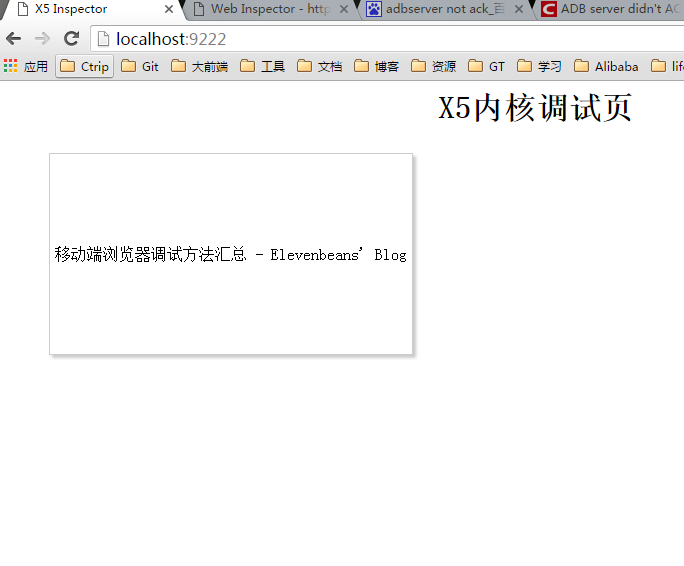 X5 Inspector
Web Inspector - http
adbserver not ack_百
ADB server didn't AC
localhost:9222
应用 Ctrip Git 大前端 工具 文档 博客 资源 GT 学习 Alibaba life
X5内核调试页
移动端浏览器调试方法汇总 - Elevenbeans' Blog